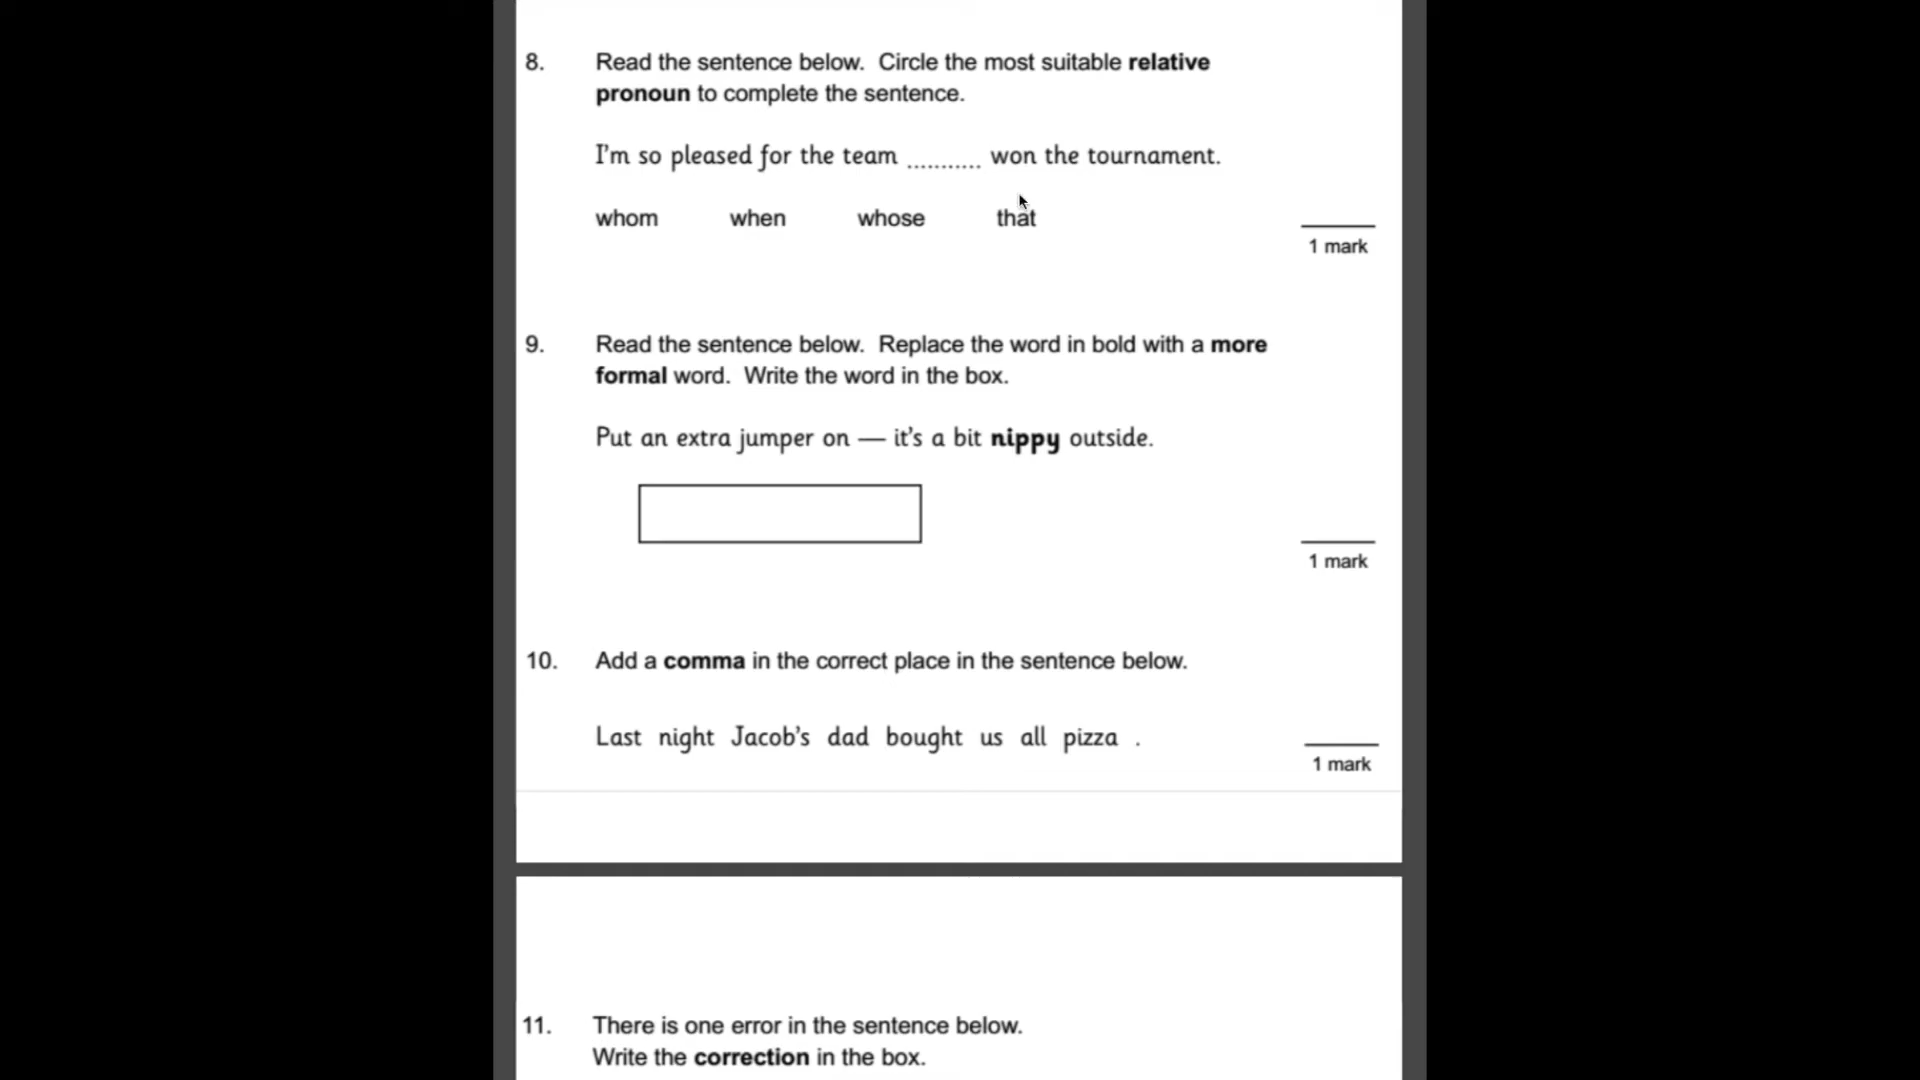 8. Read the sentence below. Circle the most suitable relative
pronoun to complete the sentence.
I'm so pleased for the team ........... won the tournament.
whom when whose that
1 mark
9. Read the sentence below. Replace the word in bold with a more
formal word. Write the word in the box.
Put an extra jumper on — it's a bit nippy outside.
1 mark
10. Add a comma in the correct place in the sentence below.
Last night Jacob's dad bought us all pizza .
1 mark
11. There is one error in the sentence below.
Write the correction in the box.